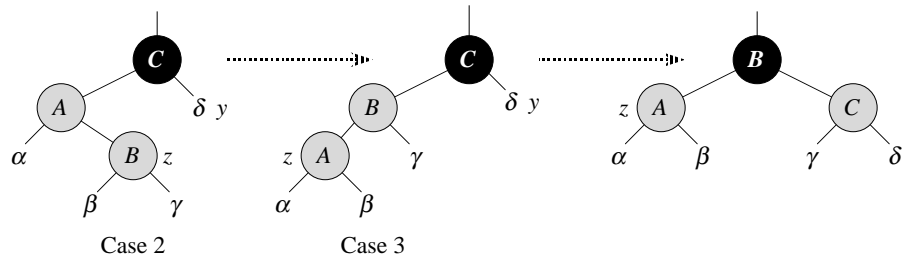 C C B
A δ y B δ y z A C
α B z z A γ α β γ δ
β γ α β
Case 2 Case 3